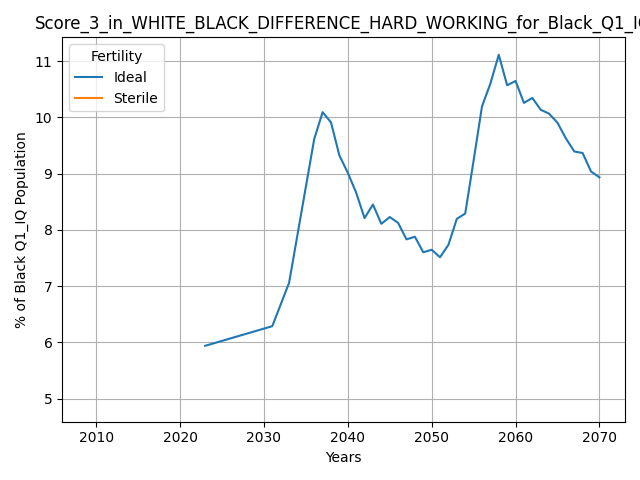 Score_3_in_WHITE_BLACK_DIFFERENCE_HARD_WORKING_for_Black_Q1_I
Fertility
Ideal
Sterile
% of Black Q1_IQ Population
11
10
9
8
7
6
5
2010 2020 2030 2040 2050 2060 2070
Years